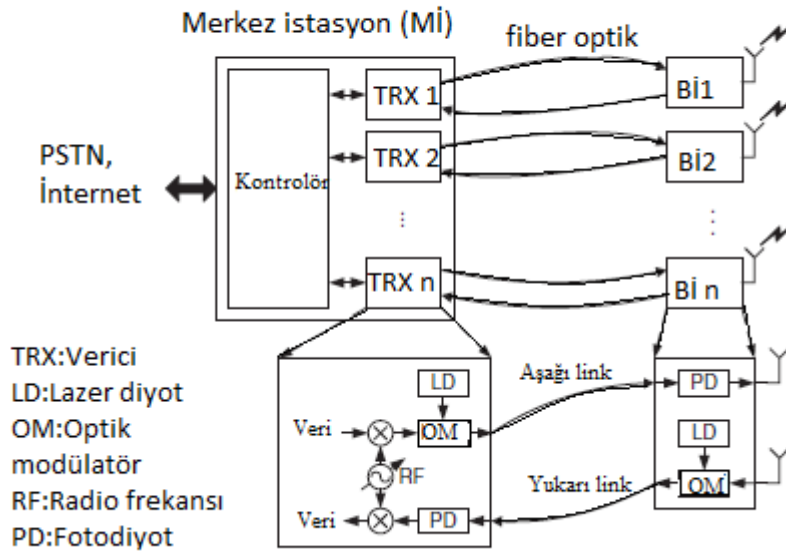 Merkez istasyon (Mİ)
fiber optik
TRX 1
Bİ1
TRX 2
Bİ2
PSTN,
İnternet
Kontrolör
...
...
TRX n
Bİ n
TRX:Verici
LD:Lazer diyot
OM:Optik
modülatör
RF:Radio frekansı
PD:Fotodiyot
LD
Aşağı link
PD
Veri
OM
LD
RF
Yukarı link
OM
Veri
PD